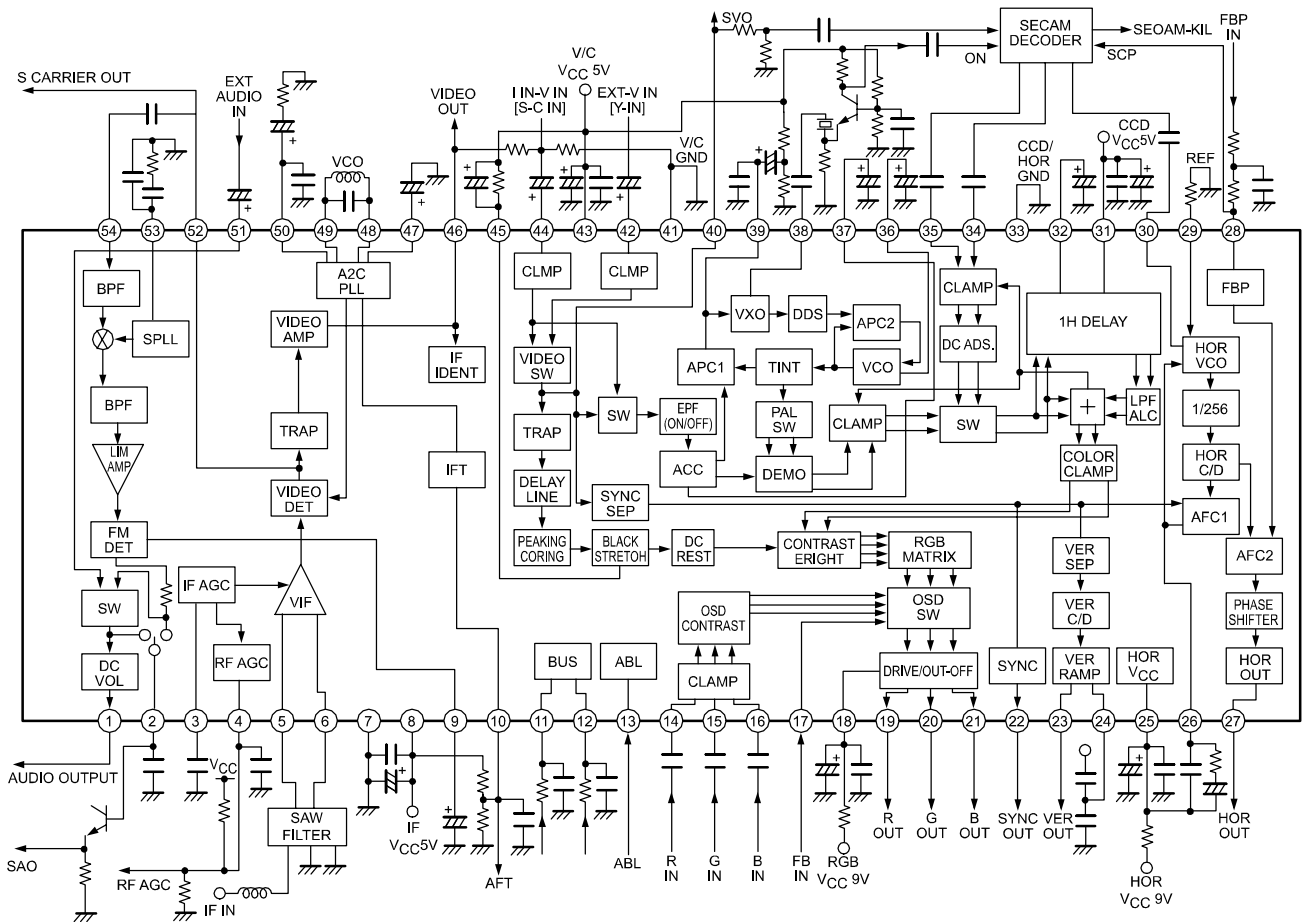 SVO
SECAM
DECODER
SEOAM-KIL
FBP
IN
ON
SCP
S CARRIER OUT
EXT
AUDIO
IN
VIDEO
OUT
I IN-V IN
[S-C IN]
V/C
VCC 5V
EXT-V IN
[Y-IN]
V/C
GND
CCD/
HOR
GND
CCD
VCC5V
REF
VCO
+
+
+
+
+
+
+
+
+
+
+
+
+
54
53
52
51
50
49
48
47
46
45
44
43
42
41
40
39
38
37
36
35
34
33
32
31
30
29
28
BPF
SPLL
A2C
PLL
CLMP
CLMP
CLAMP
FBP
VIDEO
AMP
IF
IDENT
VIDEO
SW
VXO
DDS
APC2
DC ADS.
1H DELAY
HOR
VCO
APC1
TINT
VCO
BPF
TRAP
TRAP
SW
EPF
(ON/OFF)
PAL
SW
CLAMP
SW
+
LPF
ALC
1/256
LIM
AMP
IFT
ACC
DEMO
COLOR
CLAMP
HOR
C/D
VIDEO
DET
DELAY
LINE
SYNC
SEP
AFC1
FM
DET
PEAKING
CORING
BLACK
STRETOH
DC
REST
CONTRAST
ERIGHT
RGB
MATRIX
VER
SEP
AFC2
SW
IF AGC
VIF
OSD
CONTRAST
OSD
SW
VER
C/D
PHASE
SHIFTER
DC
VOL
RF AGC
BUS
ABL
CLAMP
DRIVE/OUT-OFF
SYNC
VER
RAMP
HOR
VCC
HOR
OUT
1
2
3
4
5
6
7
8
9
10
11
12
13
14
15
16
17
18
19
20
21
22
23
24
25
26
27
AUDIO OUTPUT
VCC
+
+
+
+
+
SAW
FILTER
SAO
RF AGC
IF IN
IF
VCC5V
AFT
ABL
R
IN
G
IN
B
IN
FB
IN
RGB
VCC 9V
R
OUT
G
OUT
B
OUT
SYNC
OUT
VER
OUT
HOR
VCC 9V
HOR
OUT